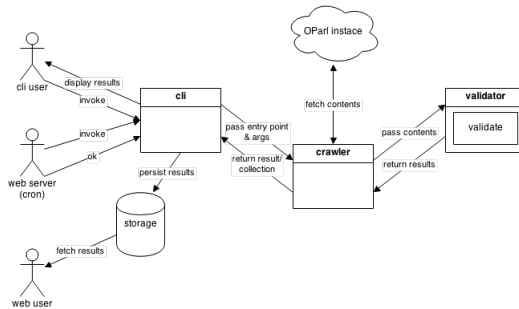 OParl instace
cli user
display results
invoke
cli
fetch contents
validator
validate
invoke
ok
web server
(cron)
pass entry point
& args
return result/
collection
crawler
pass contents
return results
persist results
storage
fetch results
web user